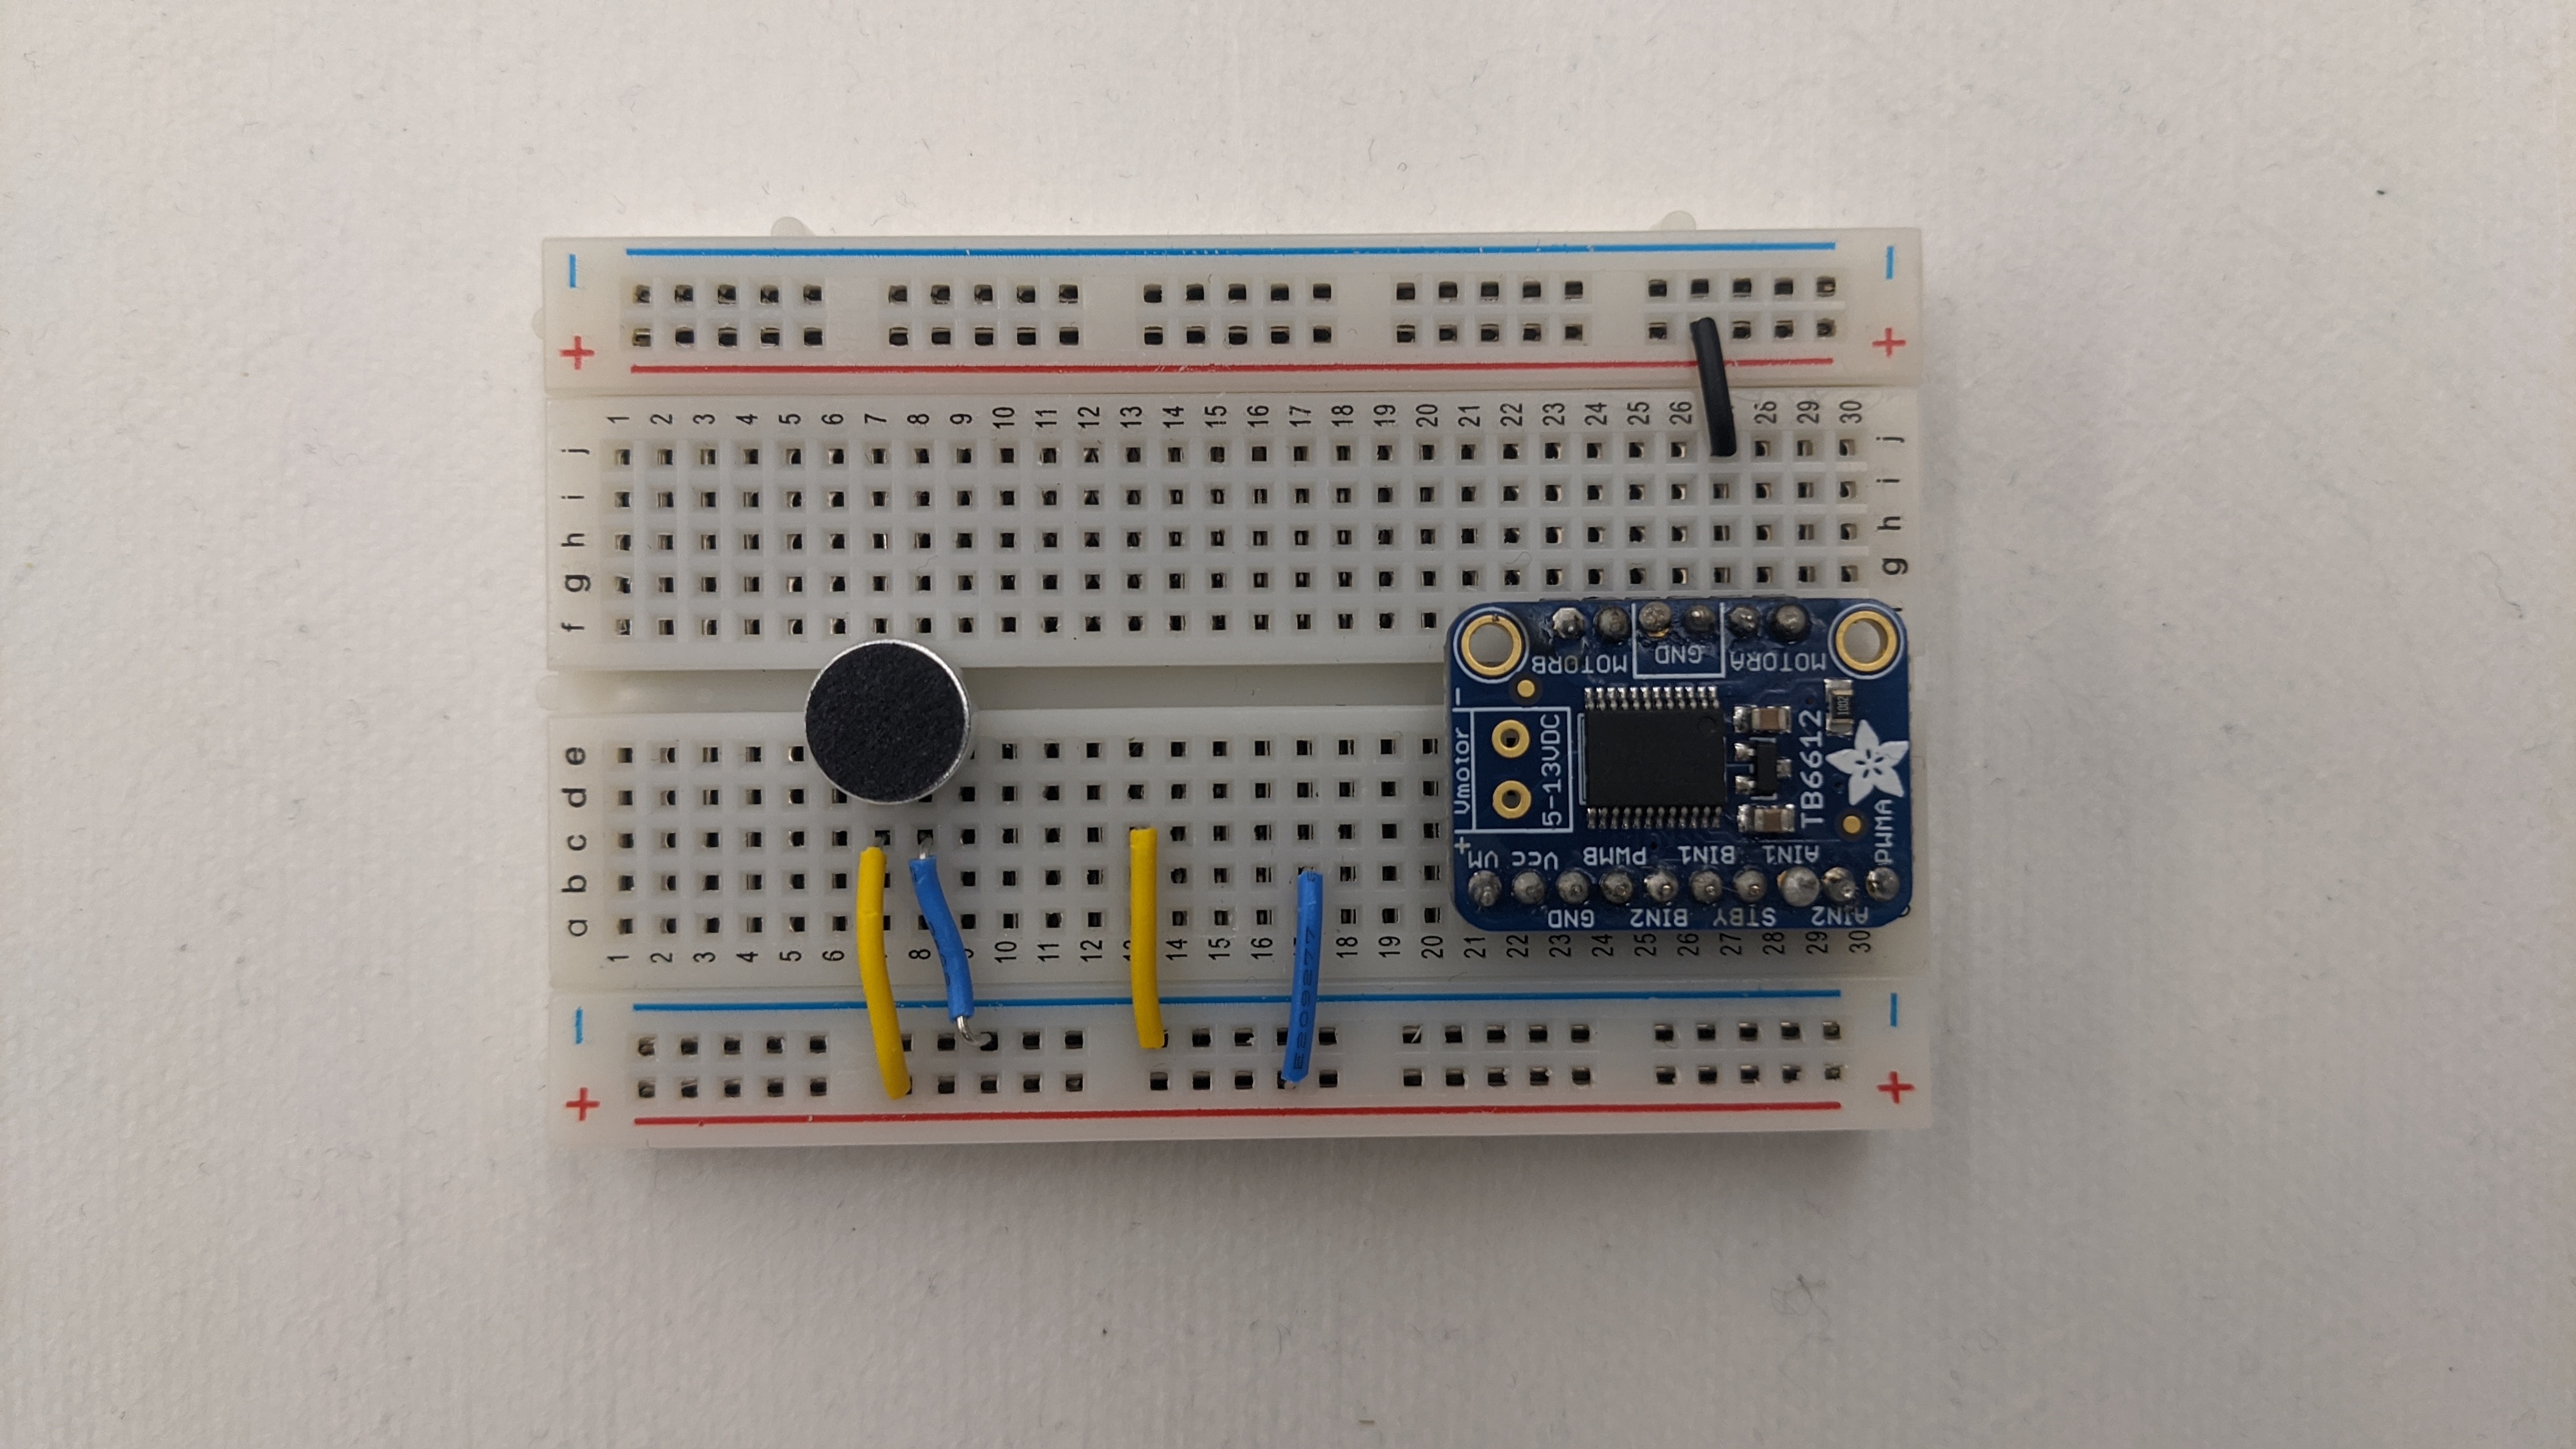 − −
+ +
1 2 3 4 5 6 7 8 9 10 11 12 13 14 15 16 17 18 19 20 21 22 23 24 25 26 28 29 30
j j
i i
h h
g g
f
MOTORB GND MOTORA
Vmotor
− +
5-13VDC
TB6612
VM Vcc PWMB BIN1 AIN1 PWMA
GND BIN2 STBY AIN2
e
d
c
b
a
1 2 3 4 5 6 8 10 11 12 14 15 16 18 19 20 21 22 23 24 25 26 27 28 29 30
E209277
− −
+ +